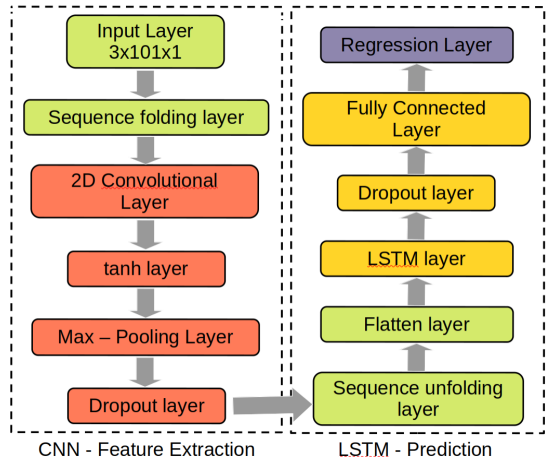 Input Layer
3x101x1
Sequence folding layer
2D Convolutional
Layer
tanh layer
Max – Pooling Layer
Dropout layer
CNN - Feature Extraction
Regression Layer
Fully Connected
Layer
Dropout layer
LSTM layer
Flatten layer
Sequence unfolding
layer
LSTM - Prediction